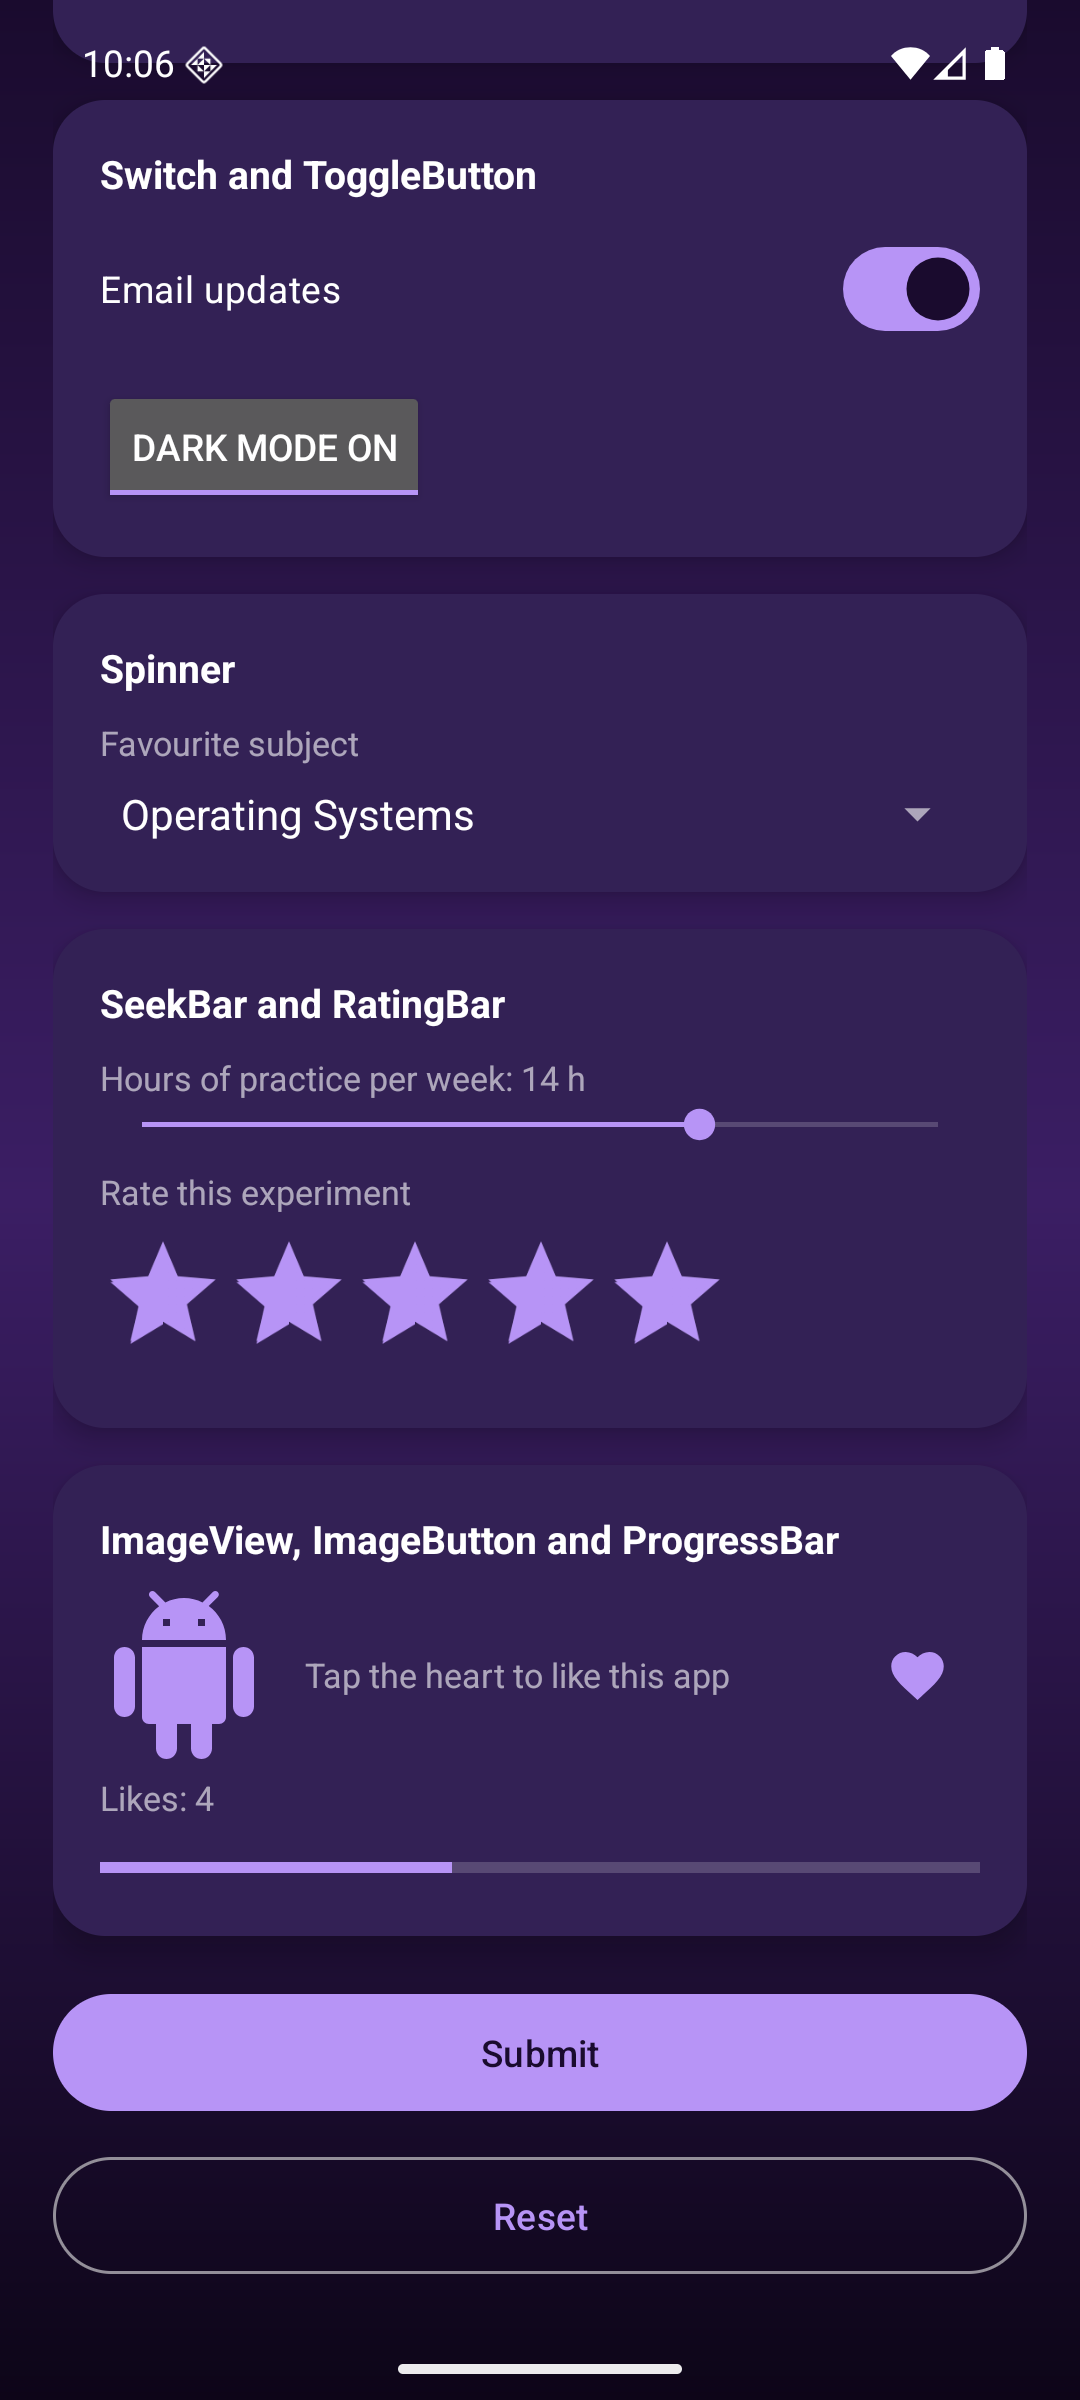 10:06
Switch and ToggleButton
Email updates
DARK MODE ON
Spinner
Favourite subject
Operating Systems
SeekBar and RatingBar
Hours of practice per week: 14 h
Rate this experiment
ImageView, ImageButton and ProgressBar
Tap the heart to like this app
Likes: 4
Submit
Reset